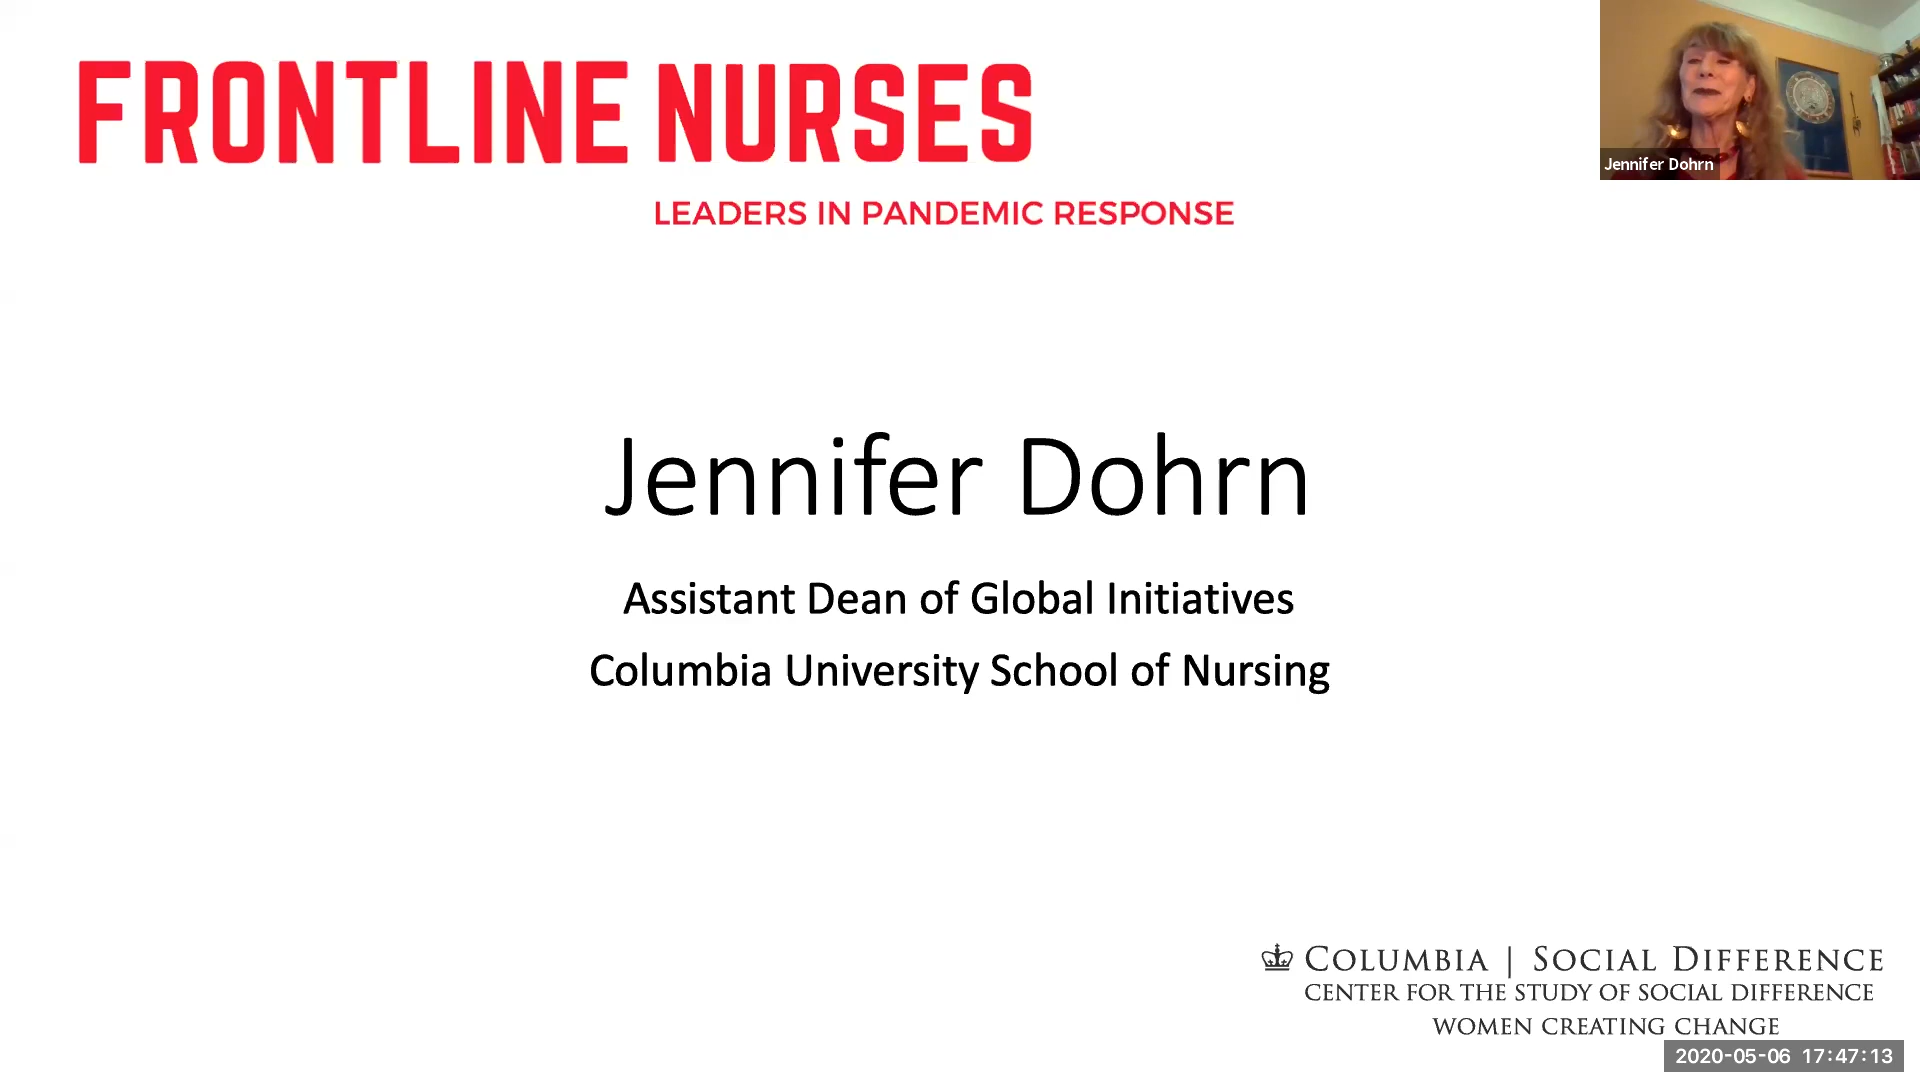 FRONTLINE NURSES
LEADERS IN PANDEMIC RESPONSE
Jennifer Dohrn
Jennifer Dohrn
Assistant Dean of Global Initiatives
Columbia University School of Nursing
COLUMBIA | SOCIAL DIFFERENCE
CENTER FOR THE STUDY OF SOCIAL DIFFERENCE
WOMEN CREATING CHANGE
2020-05-06 17:47:13